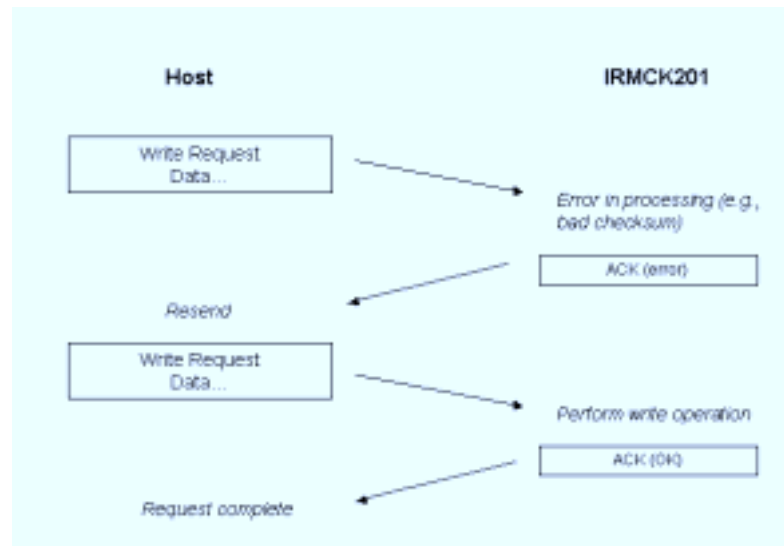 Host
IRMCK201
Write Request
Data...
Error in processing (e.g.,
bad checksum)
ACK (error)
Resend
Write Request
Data...
Perform write operation
ACK (OK)
Request complete